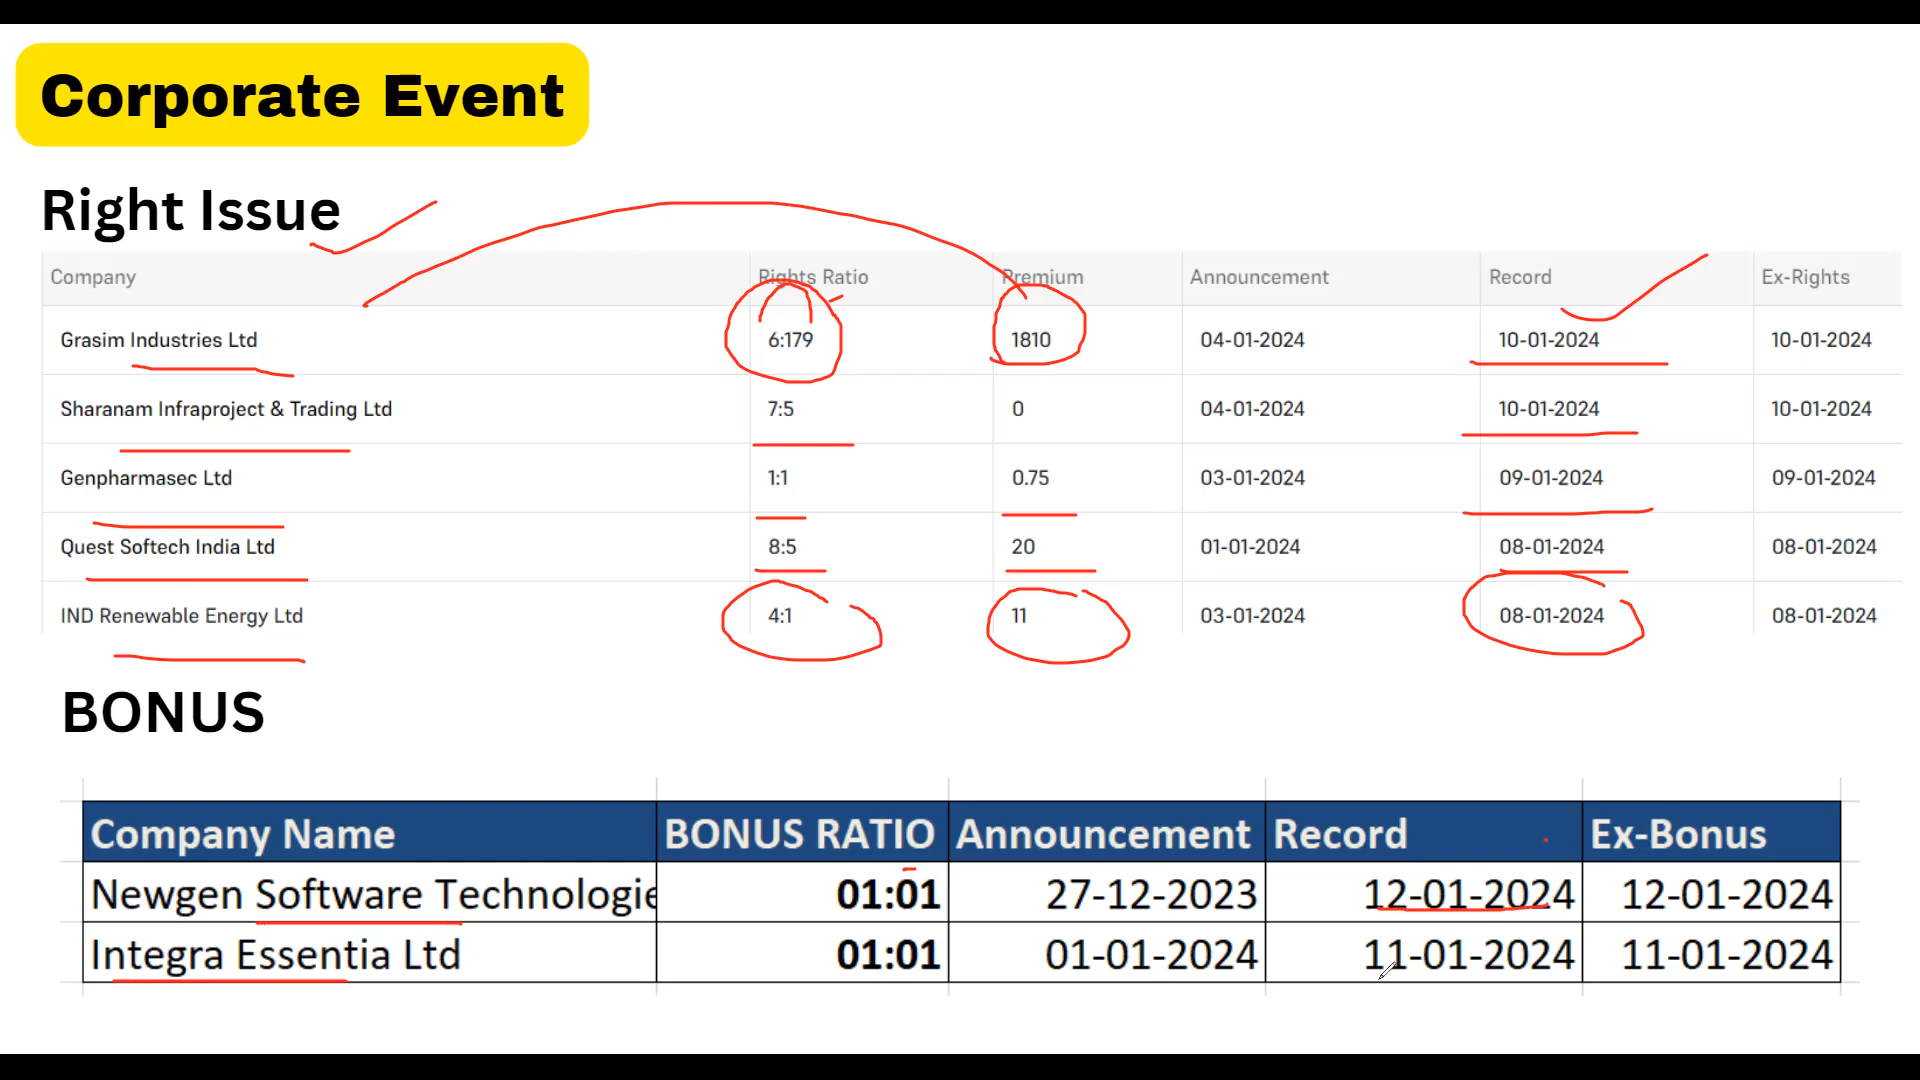 Corporate Event
Right Issue
Company Rights Ratio Premium Announcement Record Ex-Rights
Grasim Industries Ltd 6:179 1810 04-01-2024 10-01-2024 10-01-2024
Sharanam Infraproject & Trading Ltd 7:5 0 04-01-2024 10-01-2024 10-01-2024
Genpharmasec Ltd 1:1 0.75 03-01-2024 09-01-2024 09-01-2024
Quest Softech India Ltd 8:5 20 01-01-2024 08-01-2024 08-01-2024
IND Renewable Energy Ltd 4:1 11 03-01-2024 08-01-2024 08-01-2024
BONUS
Company Name BONUS RATIO Announcement Record Ex-Bonus
Newgen Software Technologie 01:01 27-12-2023 12-01-2024 12-01-2024
Integra Essentia Ltd 01:01 01-01-2024 11-01-2024 11-01-2024